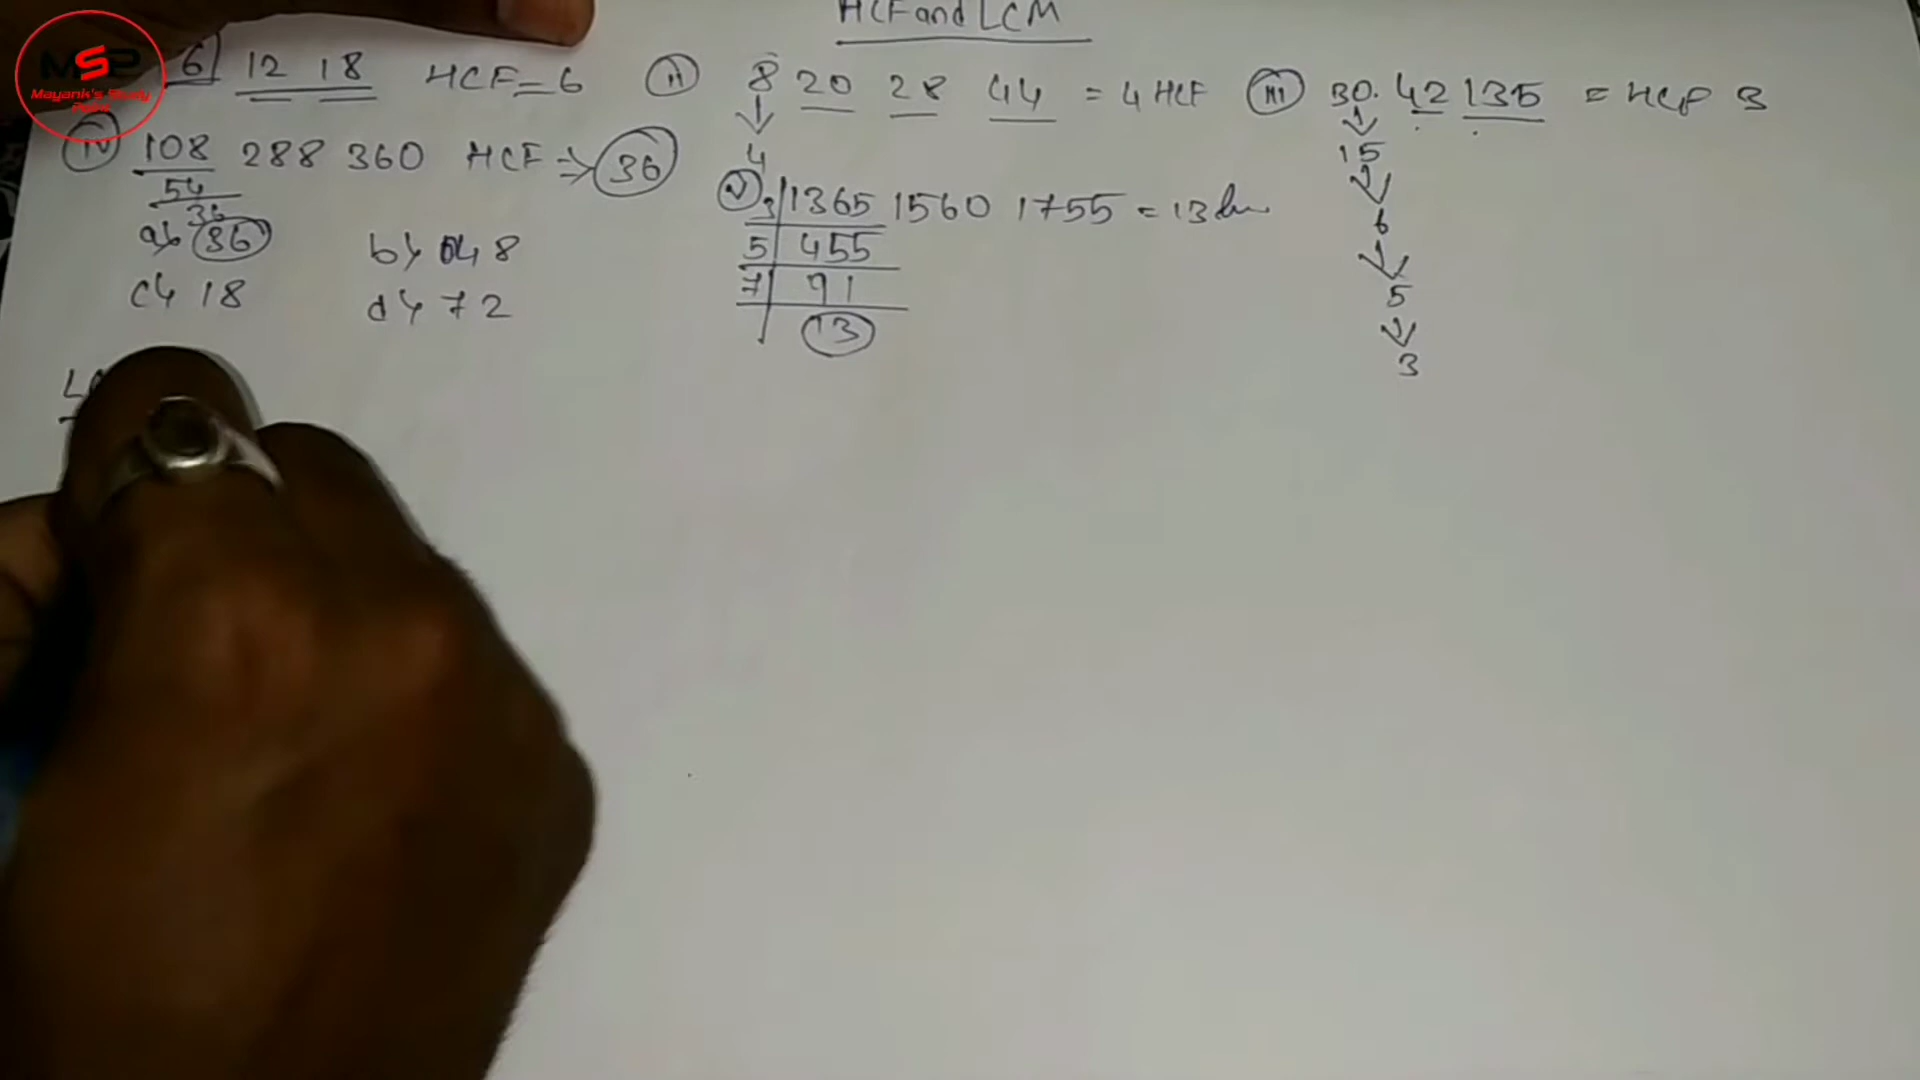 HCF and LCM
MSP
Mayank's Study Point
6 12 18 HCF = 6
II 8 20 28 44 = 4 HCF
4
III 30. 42 135 = HCF 3
15
6
5
3
IV 108 288 360 HCF ⇒ 36
54
36
a) 36 b) 48
c) 18 d) 72
V 3 1365 1560 1755 = 13
5 455
7 91
13